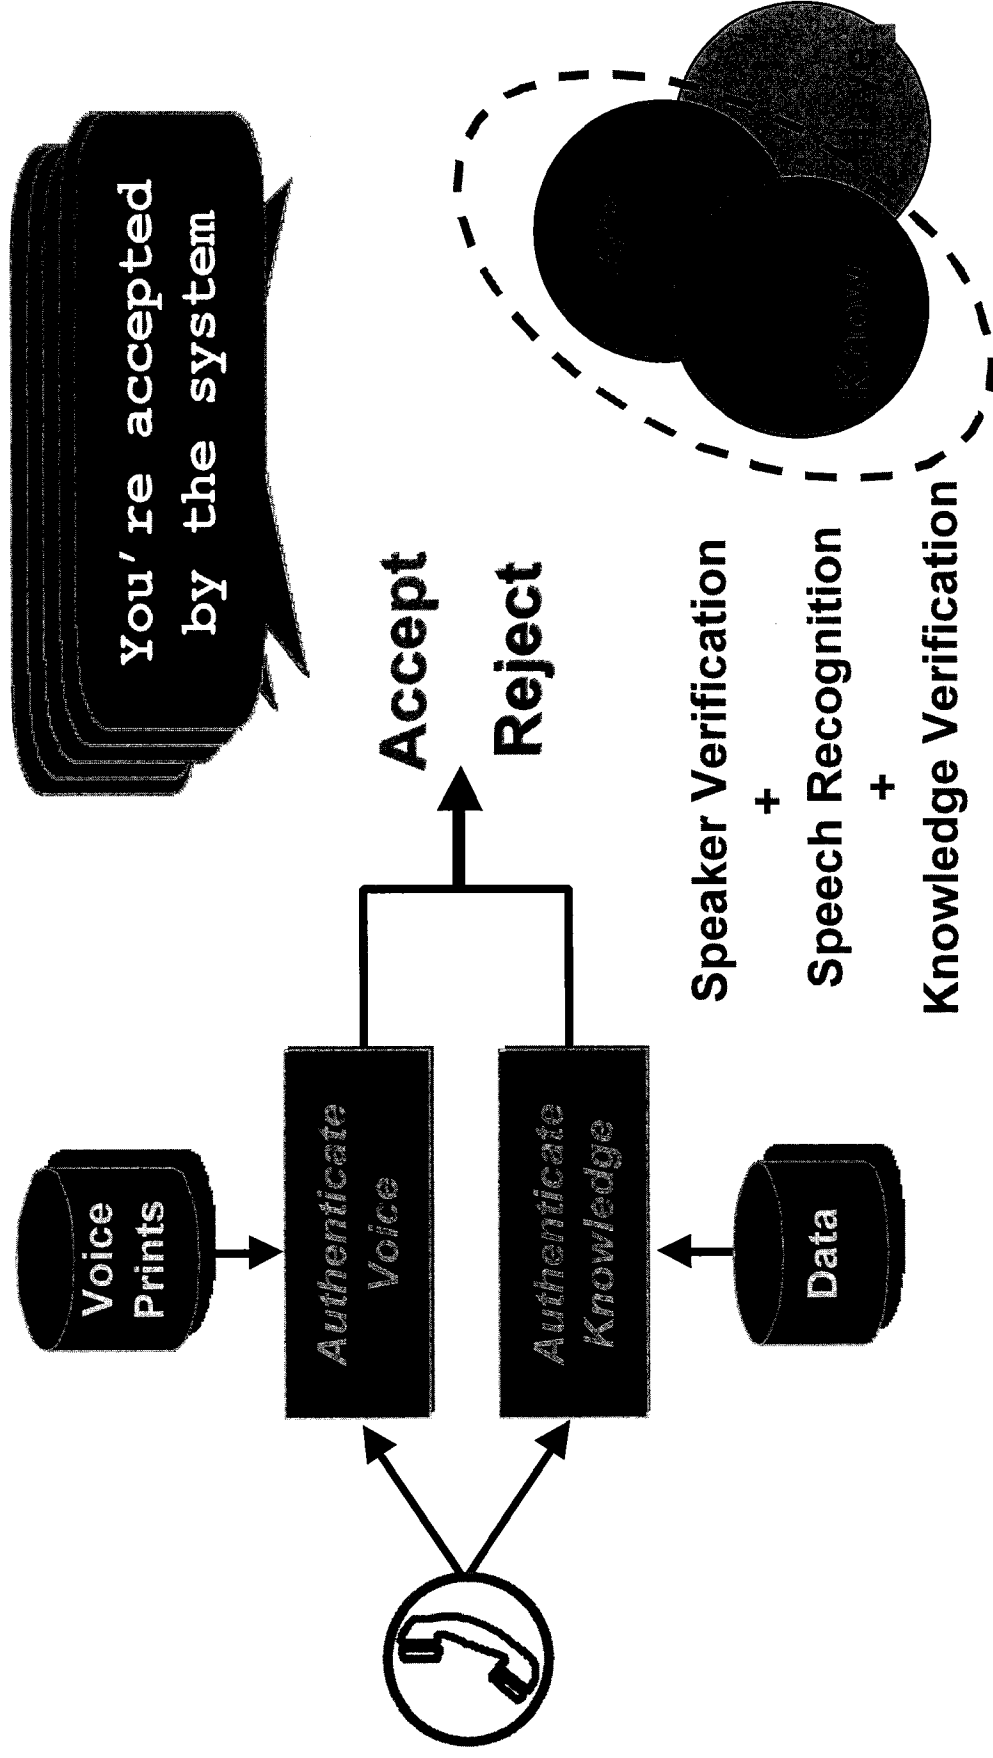 You're accepted
by the system
Voice
Prints
Authenticate
Voice
Authenticate
Knowledge
Data
Accept
Reject
Speaker Verification
+
Speech Recognition
+
Knowledge Verification
Are
Know